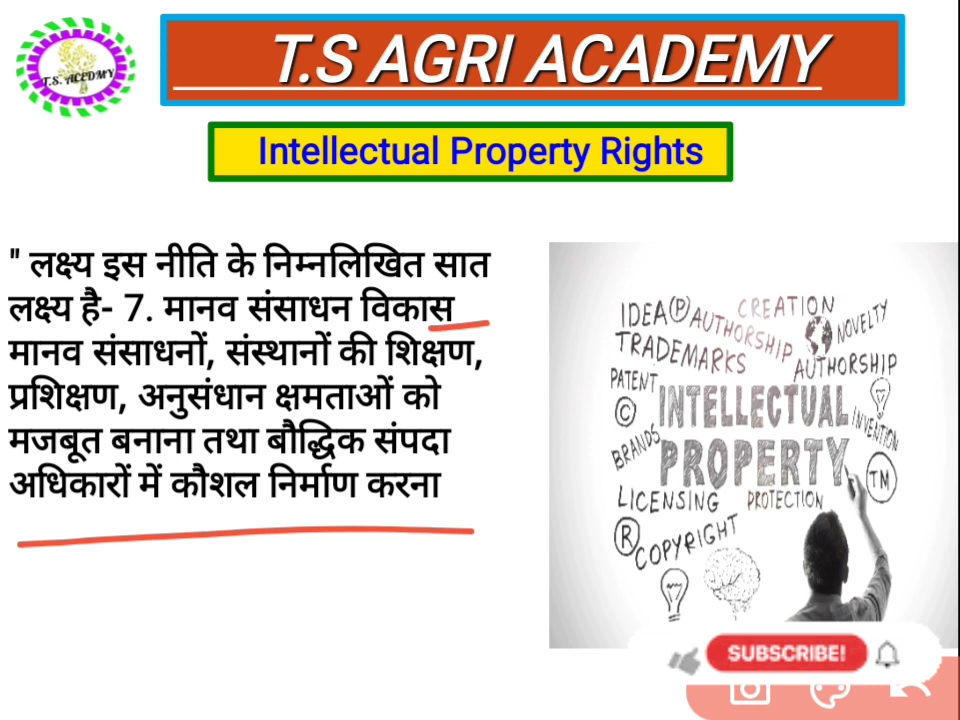 T.S. ACEDMY
T.S AGRI ACADEMY
Intellectual Property Rights
" लक्ष्य इस नीति के निम्नलिखित सात
लक्ष्य है- 7. मानव संसाधन विकास
मानव संसाधनों, संस्थानों की शिक्षण,
प्रशिक्षण, अनुसंधान क्षमताओं को
मजबूत बनाना तथा बौद्धिक संपदा
अधिकारों में कौशल निर्माण करना
IDEA
P
CREATION
AUTHORSHIP
NOVELTY
TRADEMARKS
AUTHORSHIP
PATENT
©
INTELLECTUAL
INVENTION
BRANDS
PROPERTY
TM
LICENSING
PROTECTION
R
COPYRIGHT
SUBSCRIBE!